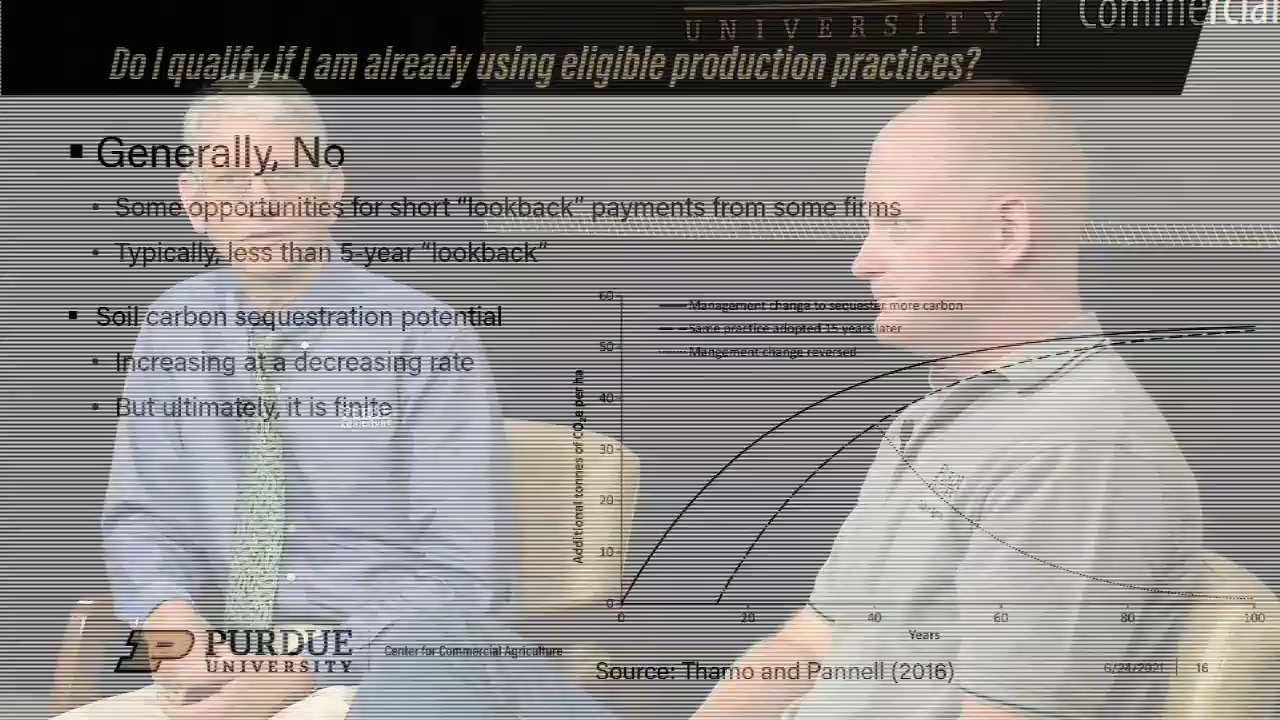 UNIVERSITY
Commercial
Do I qualify if I am already using eligible production practices?
▪ Generally, No
• Some opportunities for short “lookback” payments from some firms
• Typically, less than 5-year “lookback”
▪ Soil carbon sequestration potential
• Increasing at a decreasing rate
• But ultimately, it is finite
Management change to sequester more carbon
Same practice adopted 15 years later
Mangement change reversed
Additional tonnes of CO₂e per ha
60
50
40
30
20
10
0
0 20 40 60 80 100
Years
Source: Thamo and Pannell (2016)
PURDUE
UNIVERSITY
Center for Commercial Agriculture
6/24/2021
16